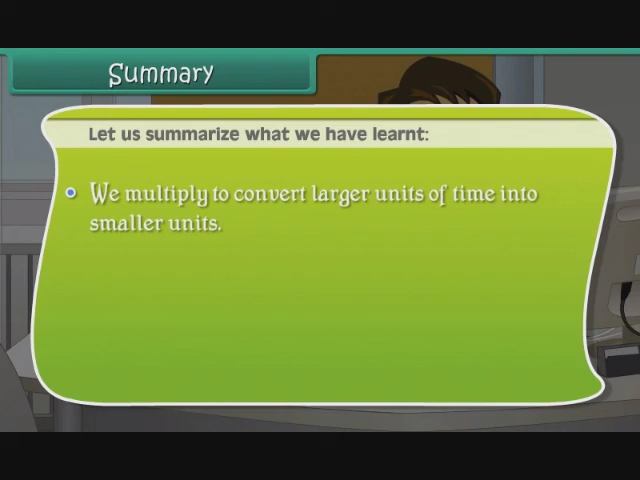 Summary
Let us summarize what we have learnt:
We multiply to convert larger units of time into
smaller units.